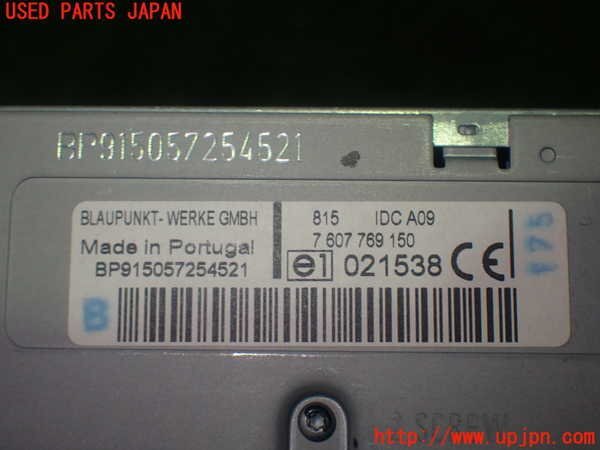 USED PARTS JAPAN
BP915057254521
BLAUPUNKT- WERKE GMBH
815 IDC A09
Made in Portugal
7 607 769 150
BP915057254521
e1 021538 CE
175
B
http://www.upjpn.com/